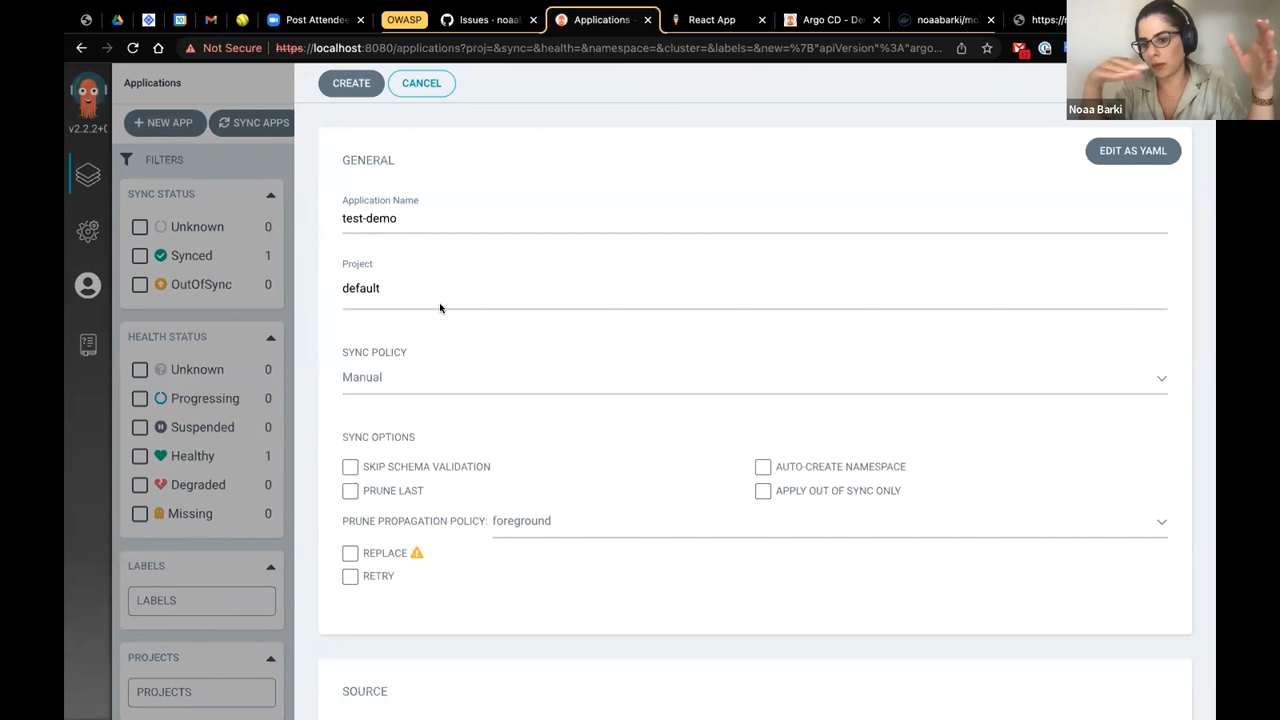 Post Attendee
OWASP
Issues · noaal
Applications -
React App
Argo CD - De
noaabarki/mo
https://r
Not Secure
https://localhost:8080/applications?proj=&sync=&health=&namespace=&cluster=&labels=&new=%7B"apiVersion"%3A"argo...
Noaa Barki
v2.2.2+0
Applications
CREATE
CANCEL
NEW APP
SYNC APPS
FILTERS
SYNC STATUS
Unknown 0
Synced 1
OutOfSync 0
HEALTH STATUS
Unknown 0
Progressing 0
Suspended 0
Healthy 1
Degraded 0
Missing 0
LABELS
LABELS
PROJECTS
PROJECTS
GENERAL
EDIT AS YAML
Application Name
test-demo
Project
default
SYNC POLICY
Manual
SYNC OPTIONS
SKIP SCHEMA VALIDATION
AUTO-CREATE NAMESPACE
PRUNE LAST
APPLY OUT OF SYNC ONLY
PRUNE PROPAGATION POLICY: foreground
REPLACE
RETRY
SOURCE